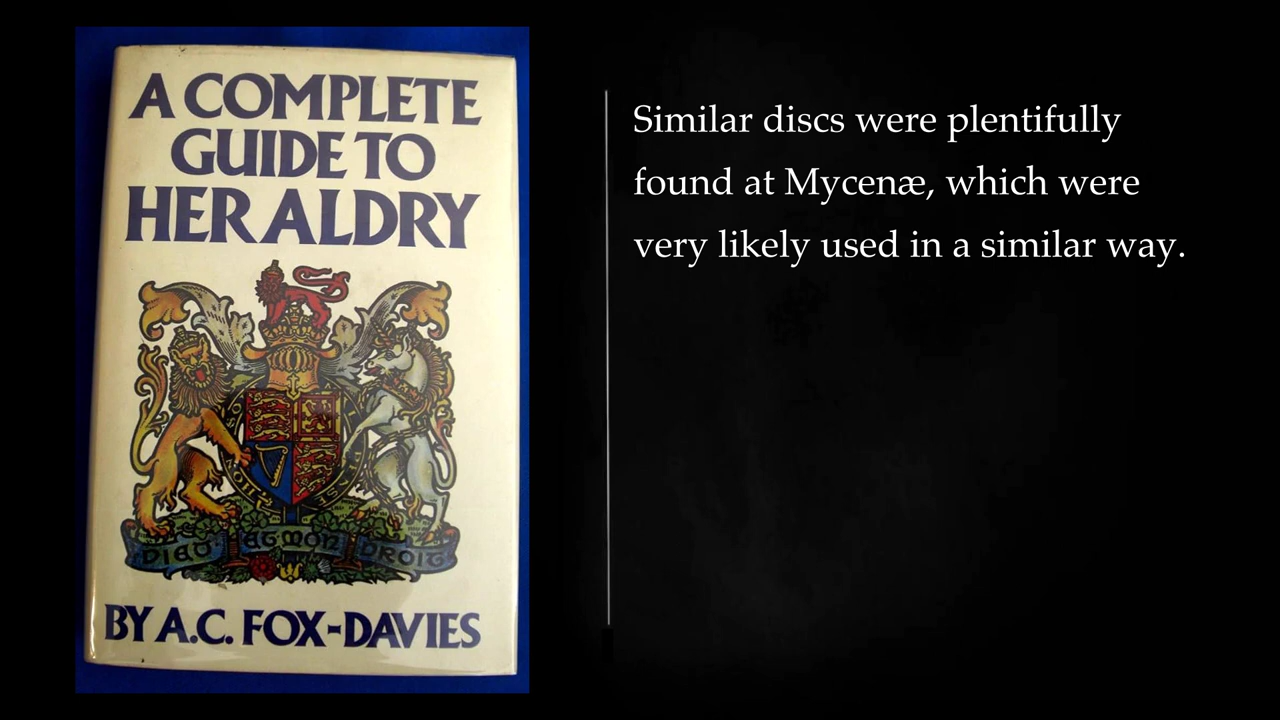 A COMPLETE
GUIDE TO
HERALDRY
DIEU ET MON DROIT
BY A.C. FOX-DAVIES
Similar discs were plentifully
found at Mycenæ, which were
very likely used in a similar way.